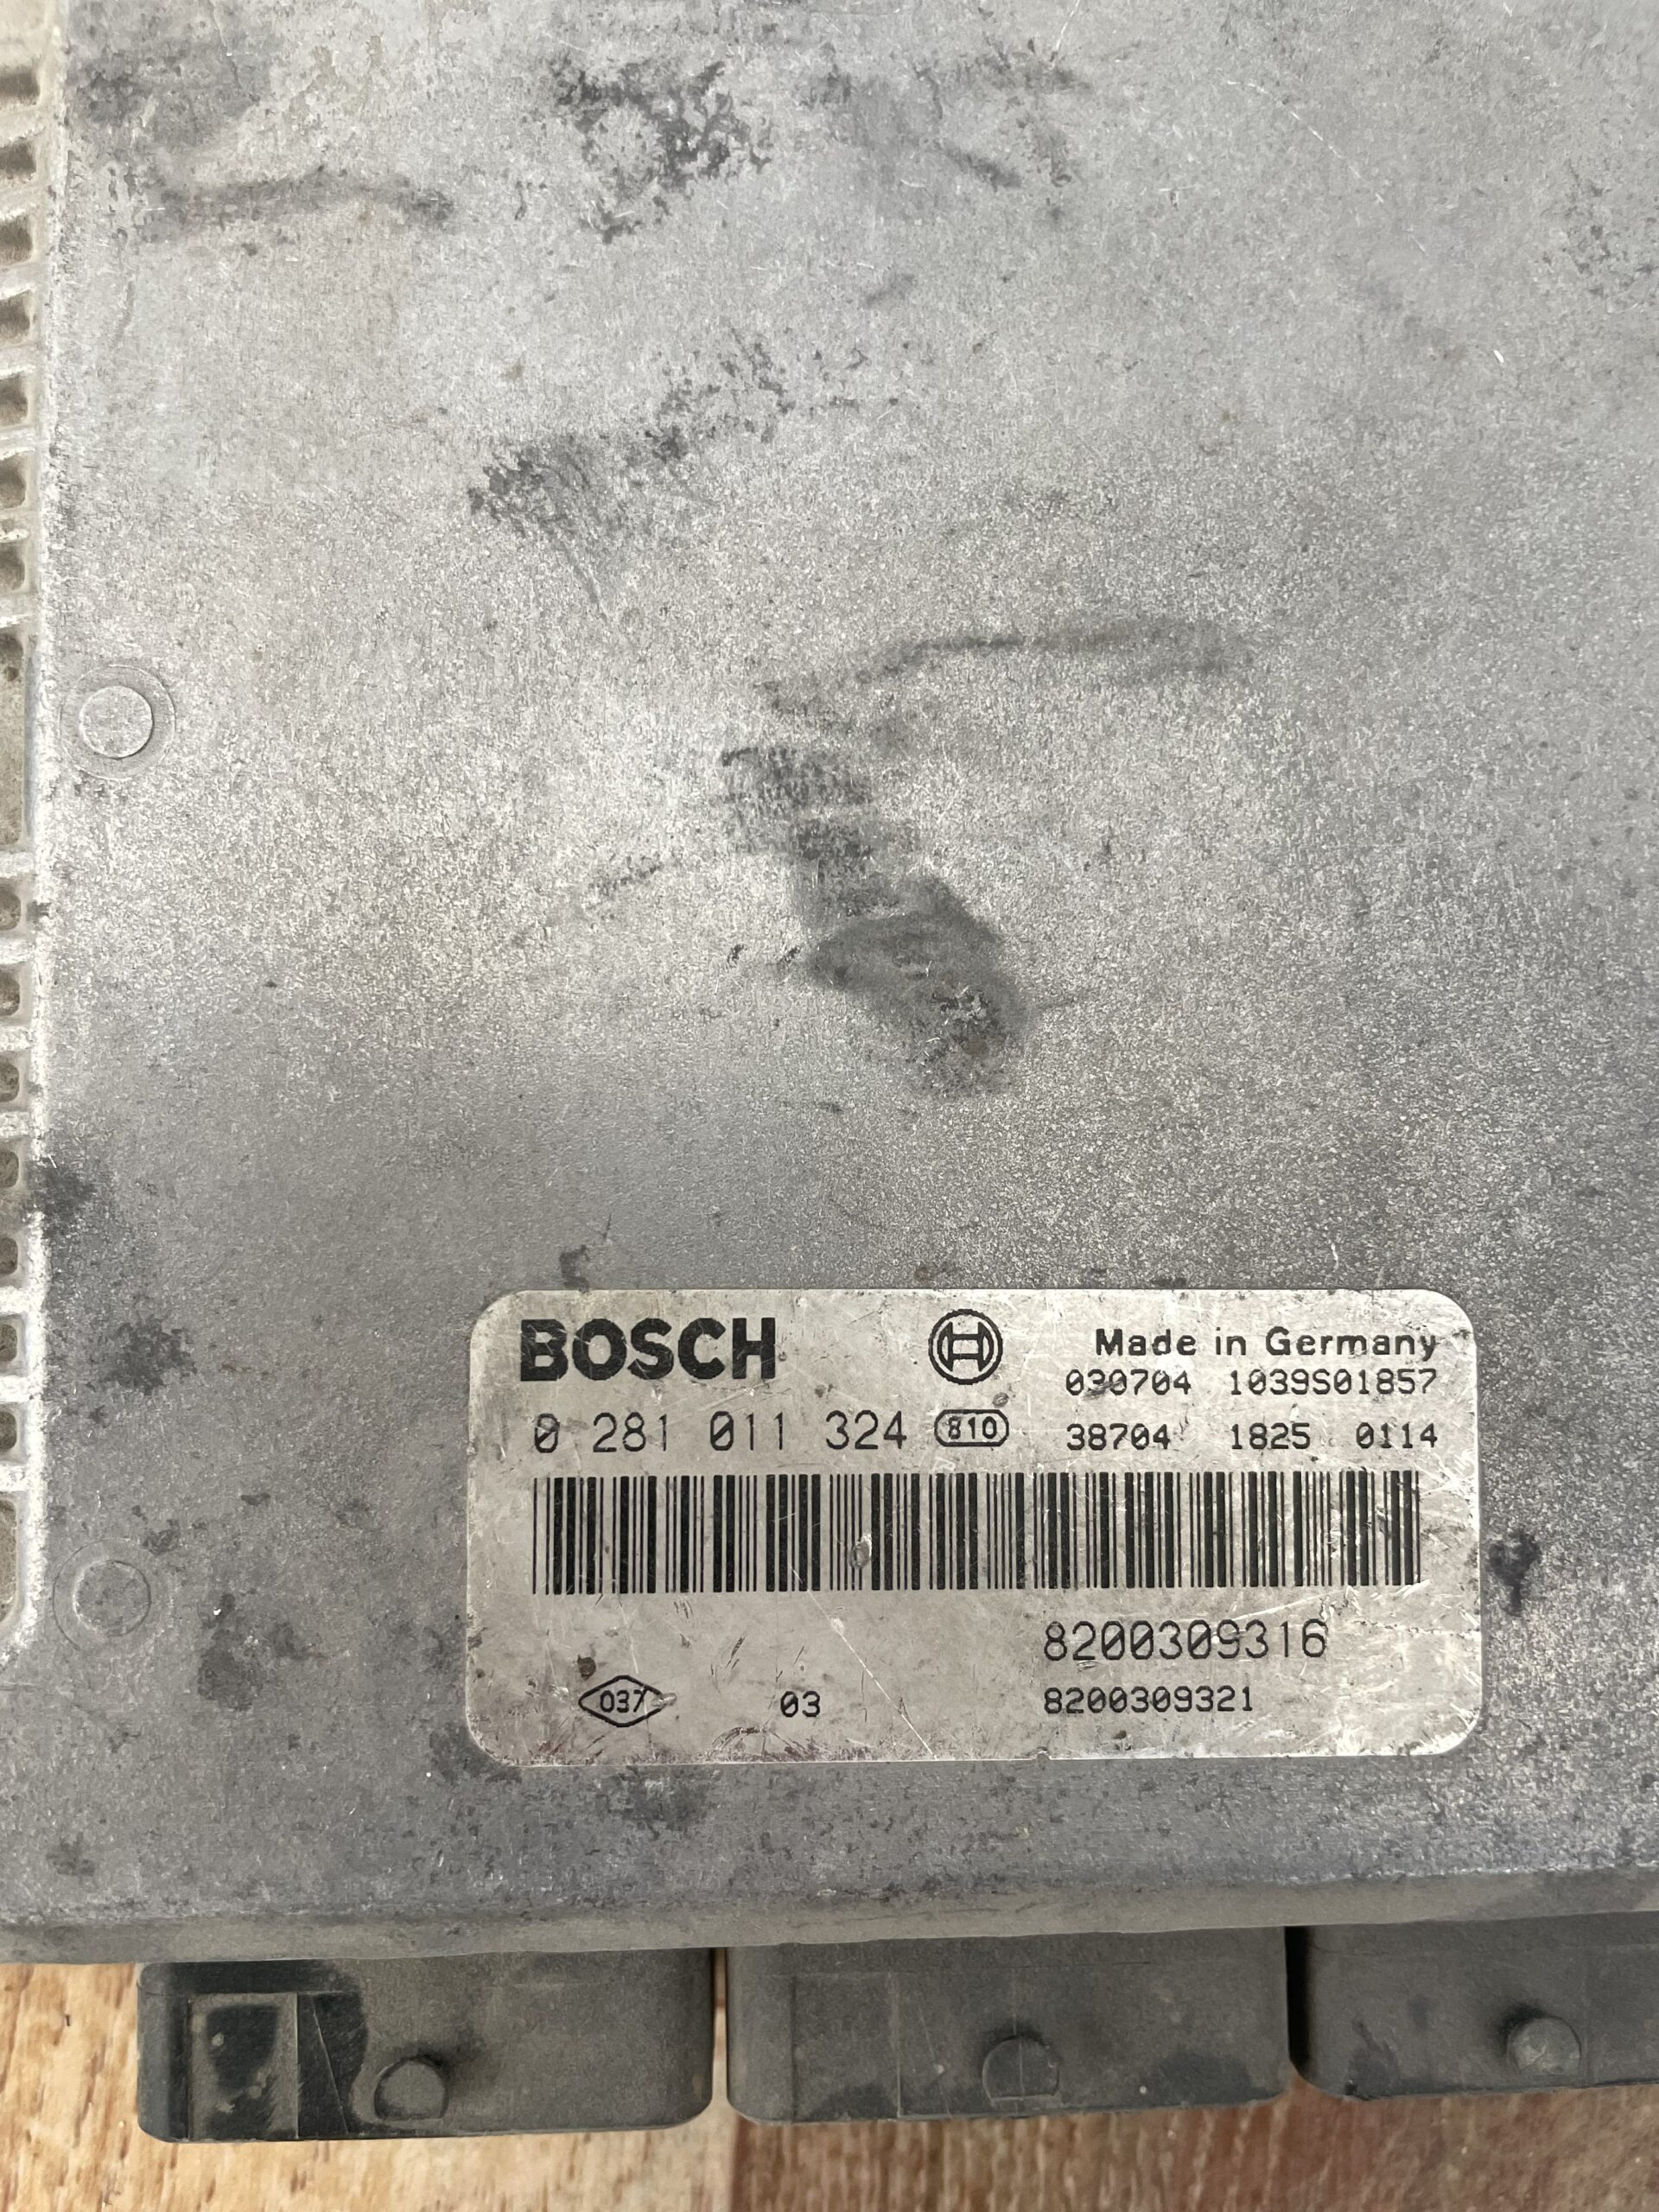 BOSCH
Made in Germany
030704 1039S01857
0 281 011 324 810 38704 1825 0114
8200309316
037 03 8200309321